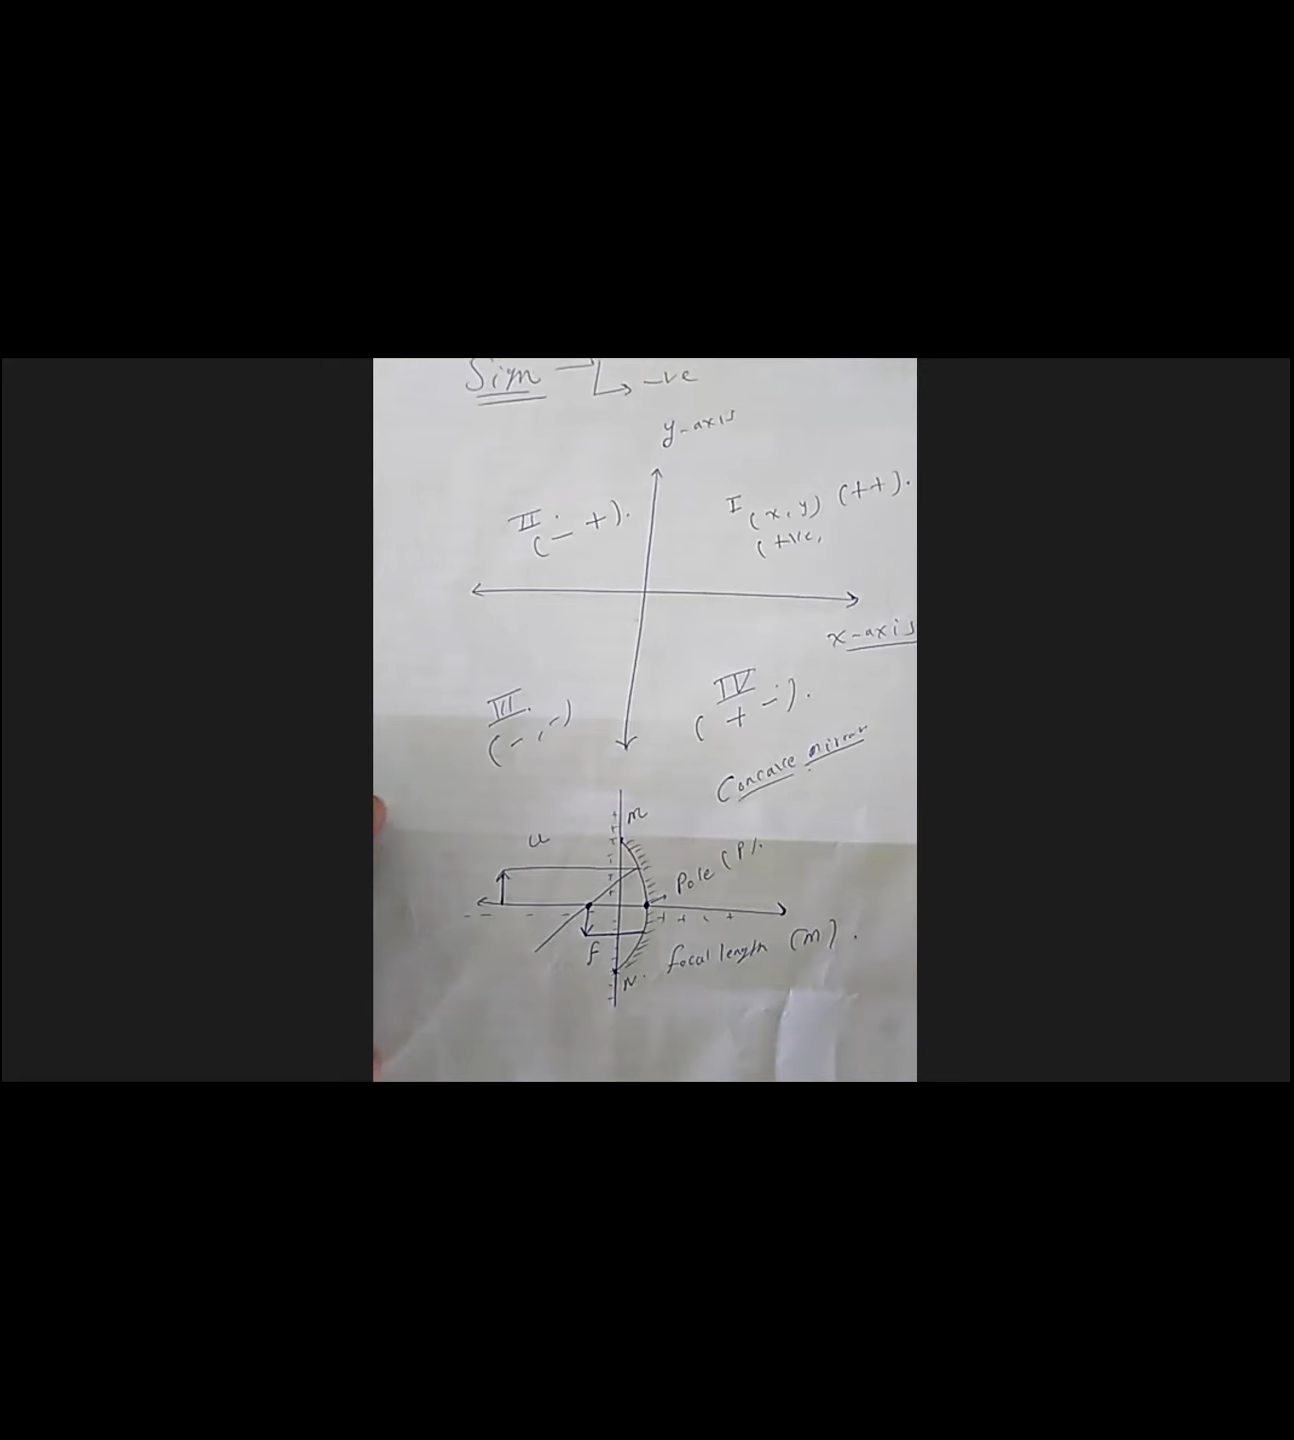 Sign → -ve
y-axis
II (- +).
I (x, y) (++).
(+ve,
x-axis
III (-,-)
IV (+ -).
Concave mirror
M
u
Pole (P).
f
focal length (m).
N.